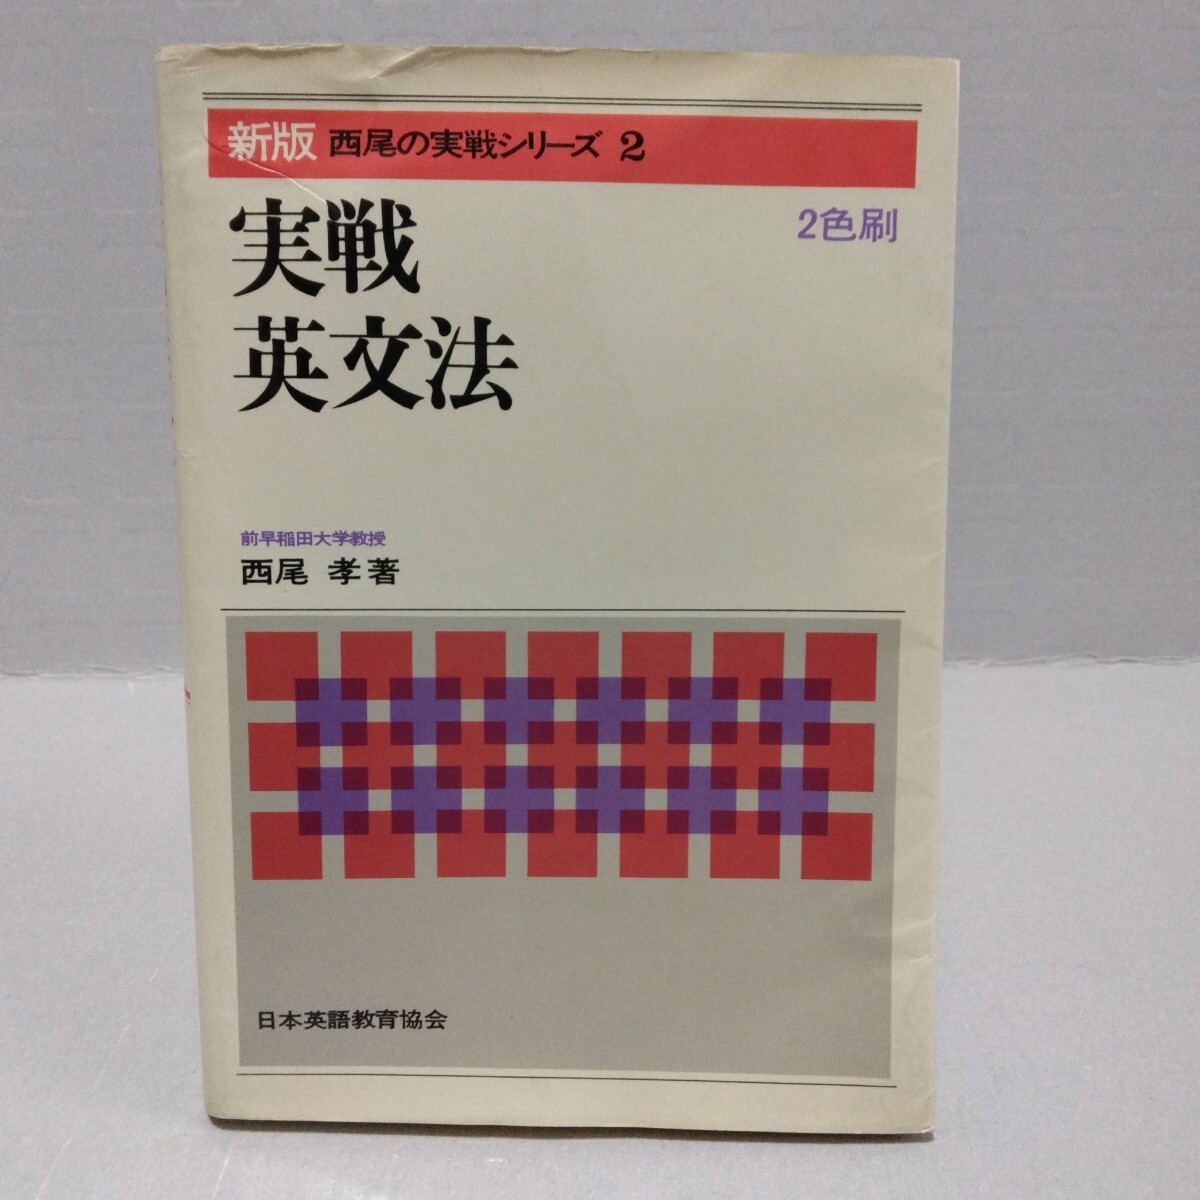 新版 西尾の実戦シリーズ 2
2色刷
実戦
英文法
前早稲田大学教授
西尾 孝著
日本英語教育協会